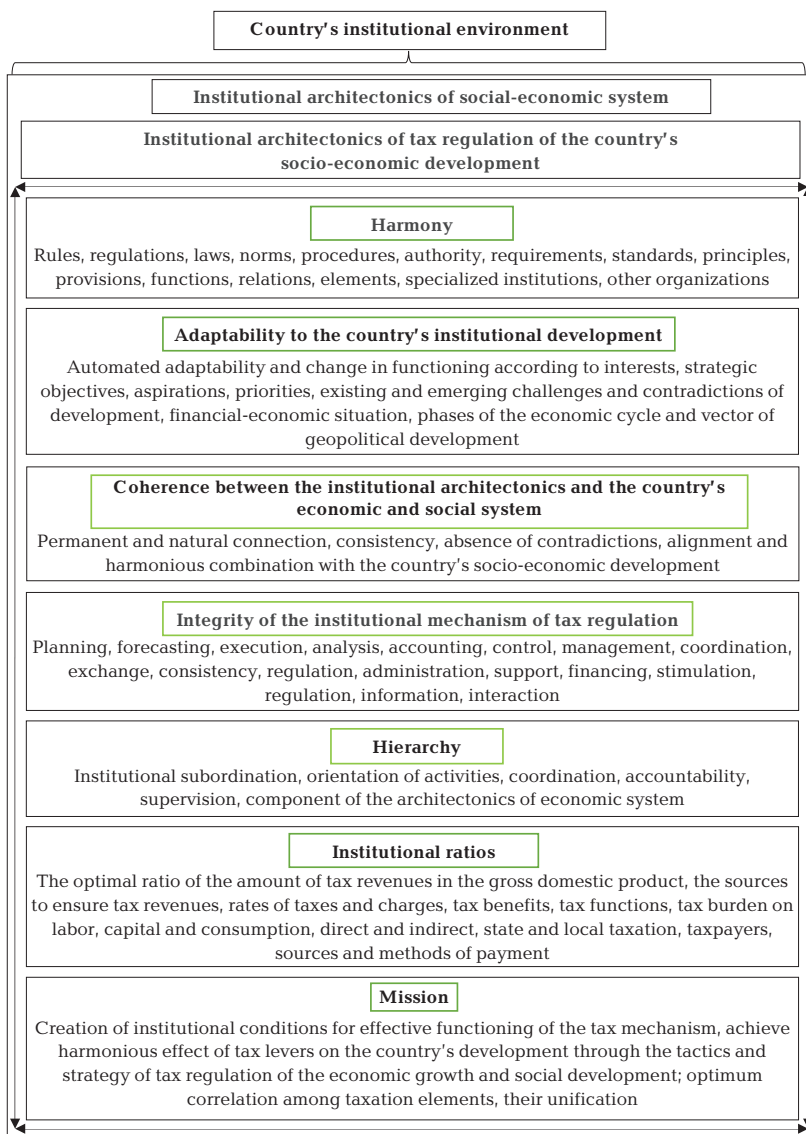 Country's institutional environment
Institutional architectonics of social-economic system
Institutional architectonics of tax regulation of the country's
socio-economic development
Harmony
Rules, regulations, laws, norms, procedures, authority, requirements, standards, principles,
provisions, functions, relations, elements, specialized institutions, other organizations
Adaptability to the country's institutional development
Automated adaptability and change in functioning according to interests, strategic
objectives, aspirations, priorities, existing and emerging challenges and contradictions of
development, financial-economic situation, phases of the economic cycle and vector of
geopolitical development
Coherence between the institutional architectonics and the country's
economic and social system
Permanent and natural connection, consistency, absence of contradictions, alignment and
harmonious combination with the country's socio-economic development
Integrity of the institutional mechanism of tax regulation
Planning, forecasting, execution, analysis, accounting, control, management, coordination,
exchange, consistency, regulation, administration, support, financing, stimulation,
regulation, information, interaction
Hierarchy
Institutional subordination, orientation of activities, coordination, accountability,
supervision, component of the architectonics of economic system
Institutional ratios
The optimal ratio of the amount of tax revenues in the gross domestic product, the sources
to ensure tax revenues, rates of taxes and charges, tax benefits, tax functions, tax burden on
labor, capital and consumption, direct and indirect, state and local taxation, taxpayers,
sources and methods of payment
Mission
Creation of institutional conditions for effective functioning of the tax mechanism, achieve
harmonious effect of tax levers on the country's development through the tactics and
strategy of tax regulation of the economic growth and social development; optimum
correlation among taxation elements, their unification